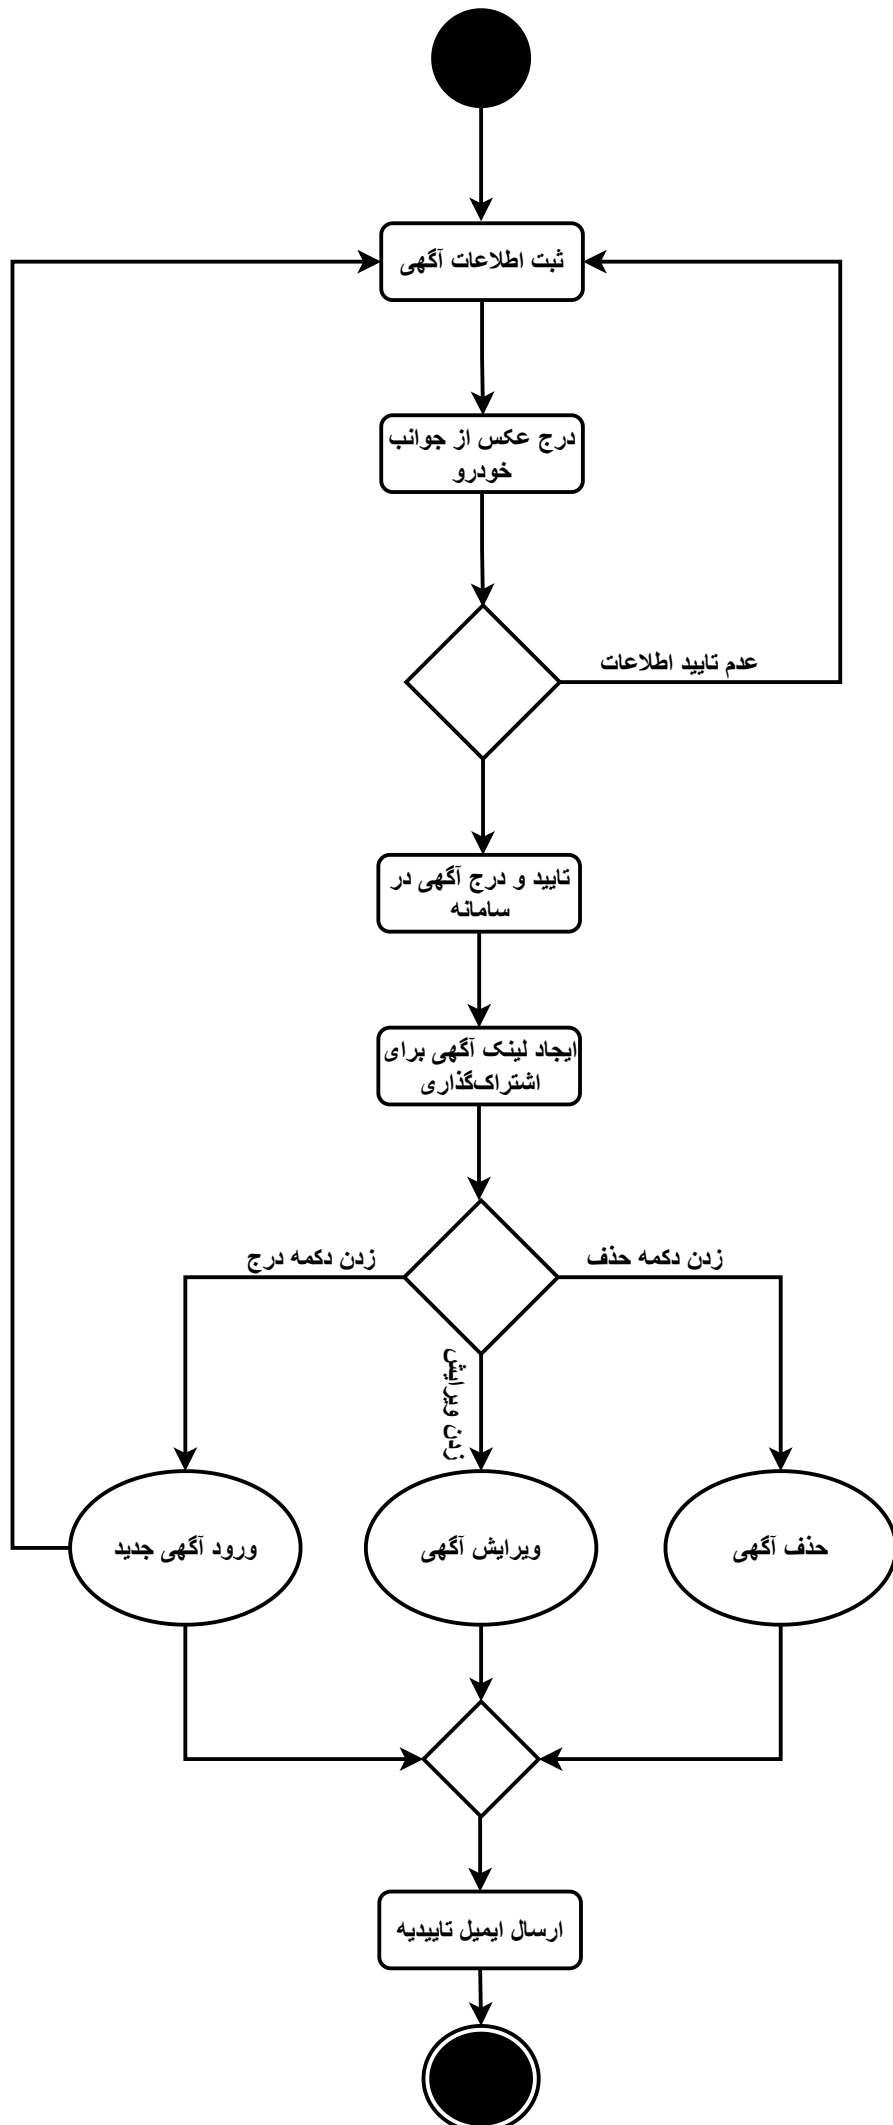 ثبت اطلاعات آگهی
درج عکس از جوانب
خودرو
عدم تایید اطلاعات
تایید و درج آگهی در
سامانه
ایجاد لینک آگهی برای
اشتراک‌گذاری
زدن دکمه حذف
زدن دکمه درج
زدن ویرایش
حذف آگهی
ویرایش آگهی
ورود آگهی جدید
ارسال ایمیل تاییدیه